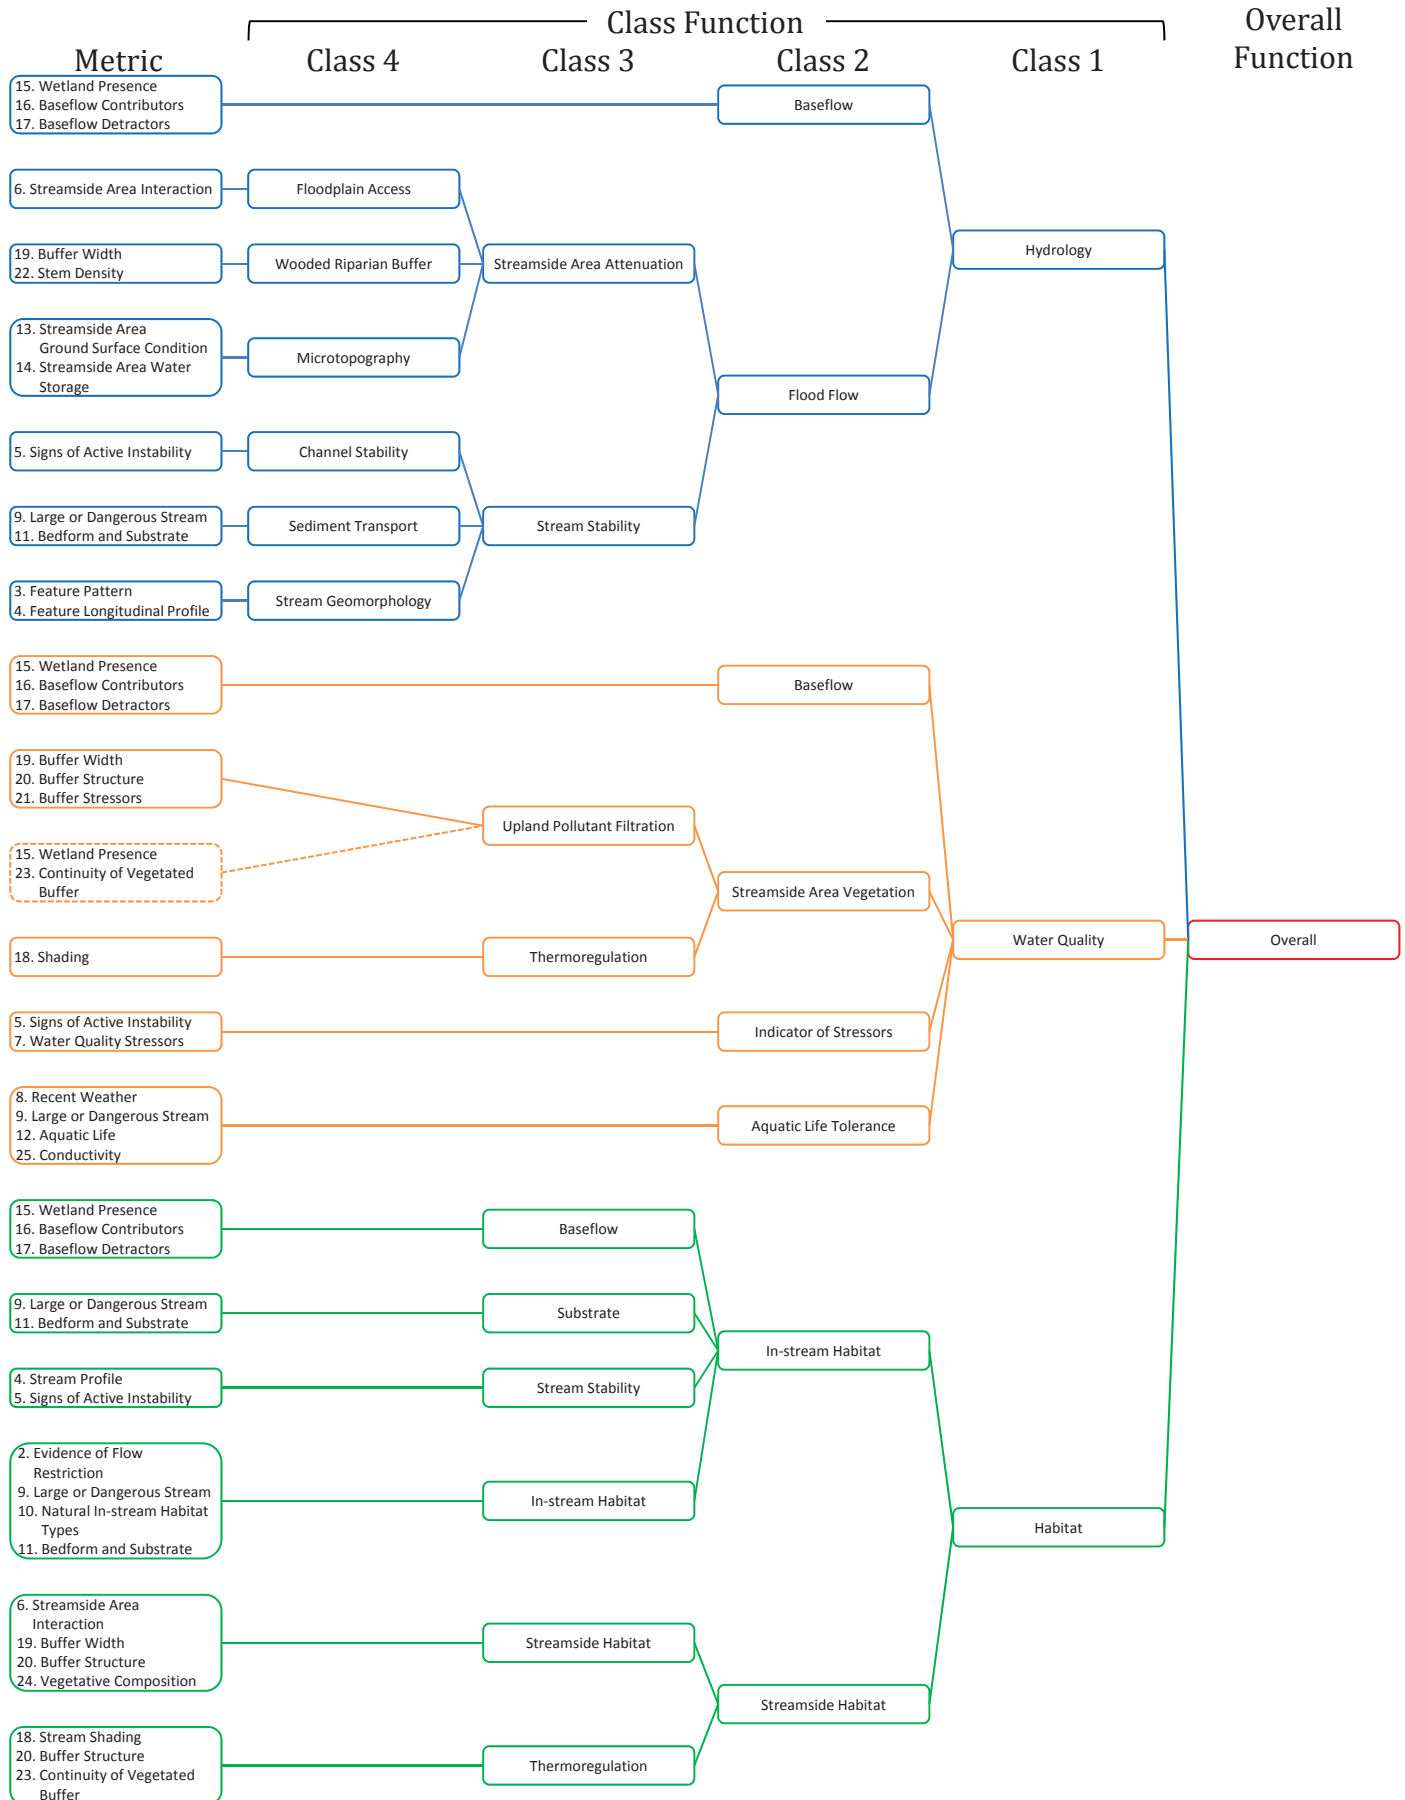 Class Function
Overall
Function
Metric
Class 4
Class 3
Class 2
Class 1
15. Wetland Presence
16. Baseflow Contributors
17. Baseflow Detractors
Baseflow
6. Streamside Area Interaction
Floodplain Access
19. Buffer Width
22. Stem Density
Wooded Riparian Buffer
Streamside Area Attenuation
Hydrology
13. Streamside Area
Ground Surface Condition
14. Streamside Area Water
Storage
Microtopography
Flood Flow
5. Signs of Active Instability
Channel Stability
9. Large or Dangerous Stream
11. Bedform and Substrate
Sediment Transport
Stream Stability
3. Feature Pattern
4. Feature Longitudinal Profile
Stream Geomorphology
15. Wetland Presence
16. Baseflow Contributors
17. Baseflow Detractors
Baseflow
19. Buffer Width
20. Buffer Structure
21. Buffer Stressors
Upland Pollutant Filtration
15. Wetland Presence
23. Continuity of Vegetated
Buffer
Streamside Area Vegetation
18. Shading
Thermoregulation
Water Quality
Overall
5. Signs of Active Instability
7. Water Quality Stressors
Indicator of Stressors
8. Recent Weather
9. Large or Dangerous Stream
12. Aquatic Life
25. Conductivity
Aquatic Life Tolerance
15. Wetland Presence
16. Baseflow Contributors
17. Baseflow Detractors
Baseflow
9. Large or Dangerous Stream
11. Bedform and Substrate
Substrate
In-stream Habitat
4. Stream Profile
5. Signs of Active Instability
Stream Stability
2. Evidence of Flow
Restriction
9. Large or Dangerous Stream
10. Natural In-stream Habitat
Types
11. Bedform and Substrate
In-stream Habitat
Habitat
6. Streamside Area
Interaction
19. Buffer Width
20. Buffer Structure
24. Vegetative Composition
Streamside Habitat
Streamside Habitat
18. Stream Shading
20. Buffer Structure
23. Continuity of Vegetated
Buffer
Thermoregulation